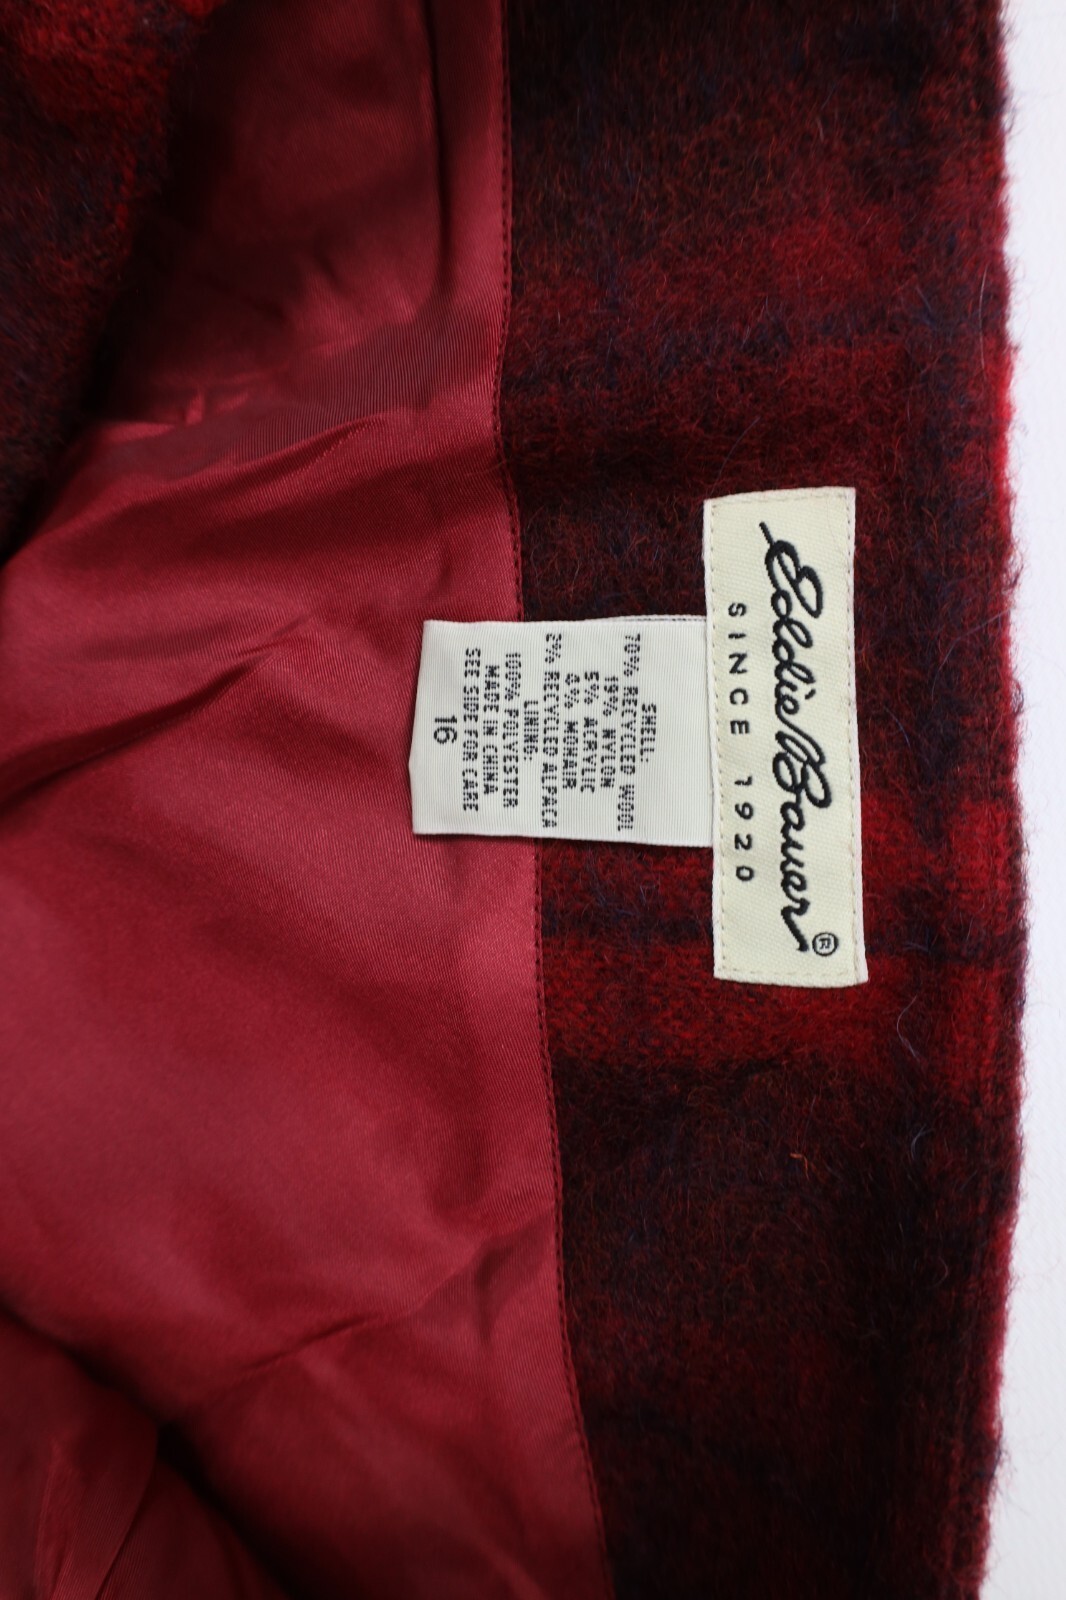 Eddie Bauer®
SINCE 1920
SHELL:
70% RECYCLED WOOL
19% NYLON
5% ACRYLIC
4% MOHAIR
2% RECYCLED ALPACA
LINING:
100% POLYESTER
MADE IN CHINA
SEE SIDE FOR CARE
16